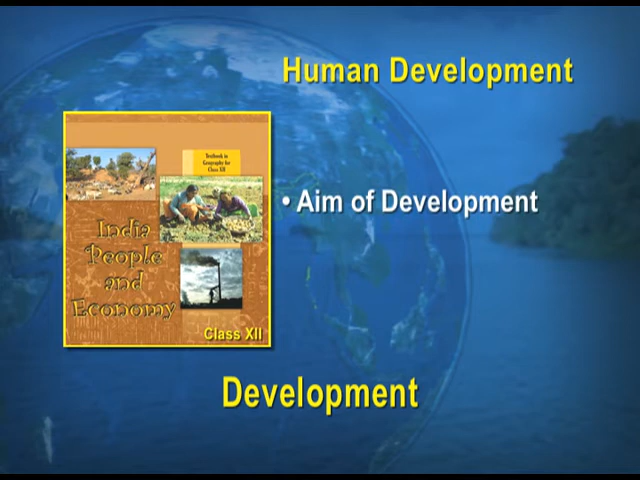 Human Development
Textbook in
Geography for
Class XII
India
People
and
Economy
Class XII
• Aim of Development
Development